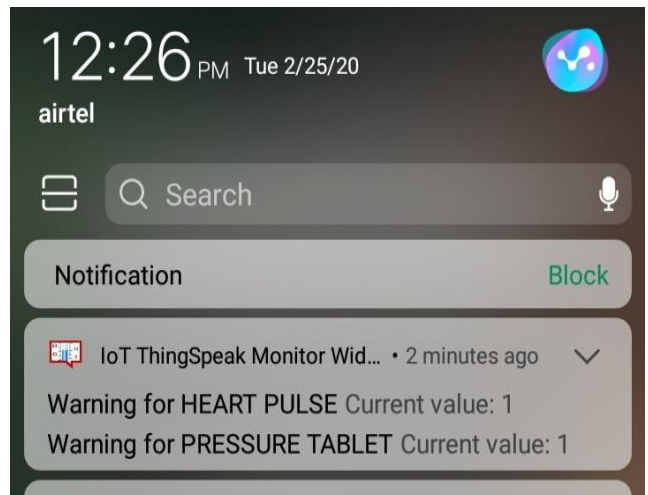 12:26 PM Tue 2/25/20
airtel
Search
Notification Block
IoT ThingSpeak Monitor Wid... • 2 minutes ago
Warning for HEART PULSE Current value: 1
Warning for PRESSURE TABLET Current value: 1